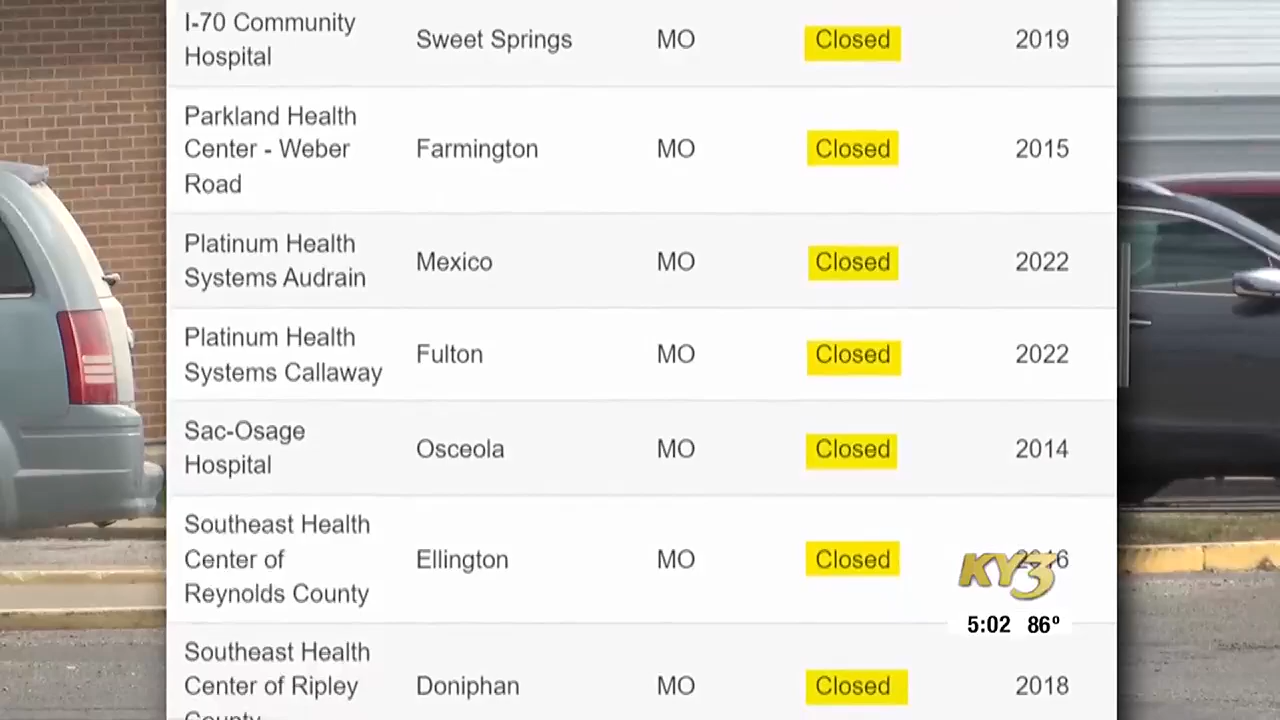 I-70 Community
Hospital
Sweet Springs
MO
Closed
2019
Parkland Health
Center - Weber
Road
Farmington
MO
Closed
2015
Platinum Health
Systems Audrain
Mexico
MO
Closed
2022
Platinum Health
Systems Callaway
Fulton
MO
Closed
2022
Sac-Osage
Hospital
Osceola
MO
Closed
2014
Southeast Health
Center of
Reynolds County
Ellington
MO
Closed
2016
KY3
5:02 86º
Southeast Health
Center of Ripley
County
Doniphan
MO
Closed
2018